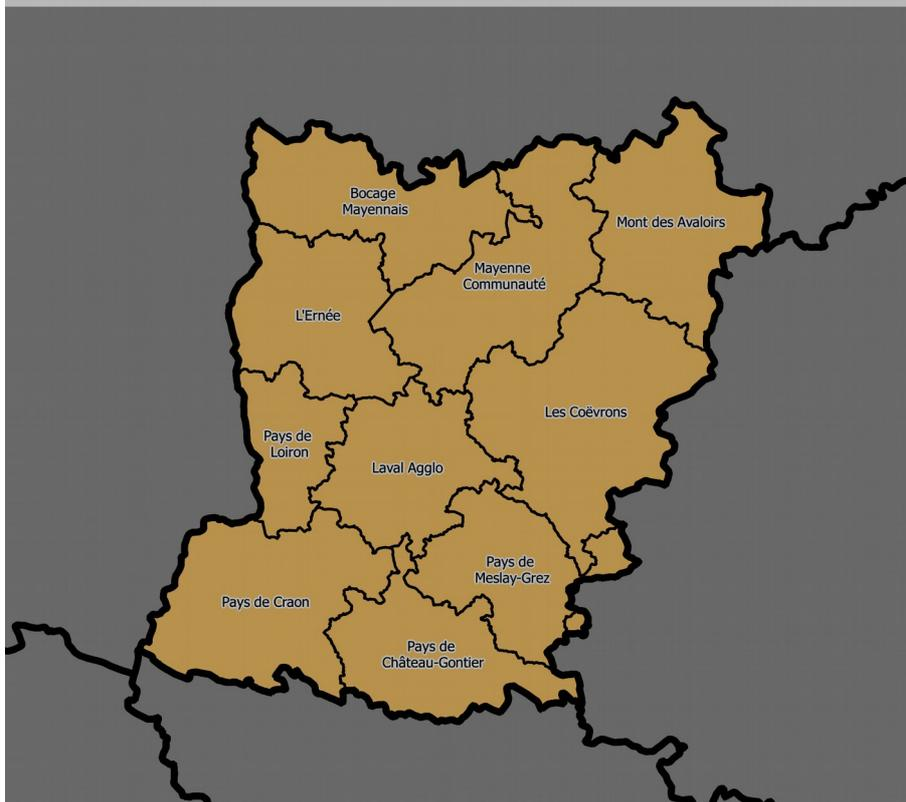 Bocage
Mayennais
Mont des Avaloirs
Mayenne
Communauté
L'Ernée
Les Coëvrons
Pays de
Loiron
Laval Agglo
Pays de
Meslay-Grez
Pays de Craon
Pays de
Château-Gontier